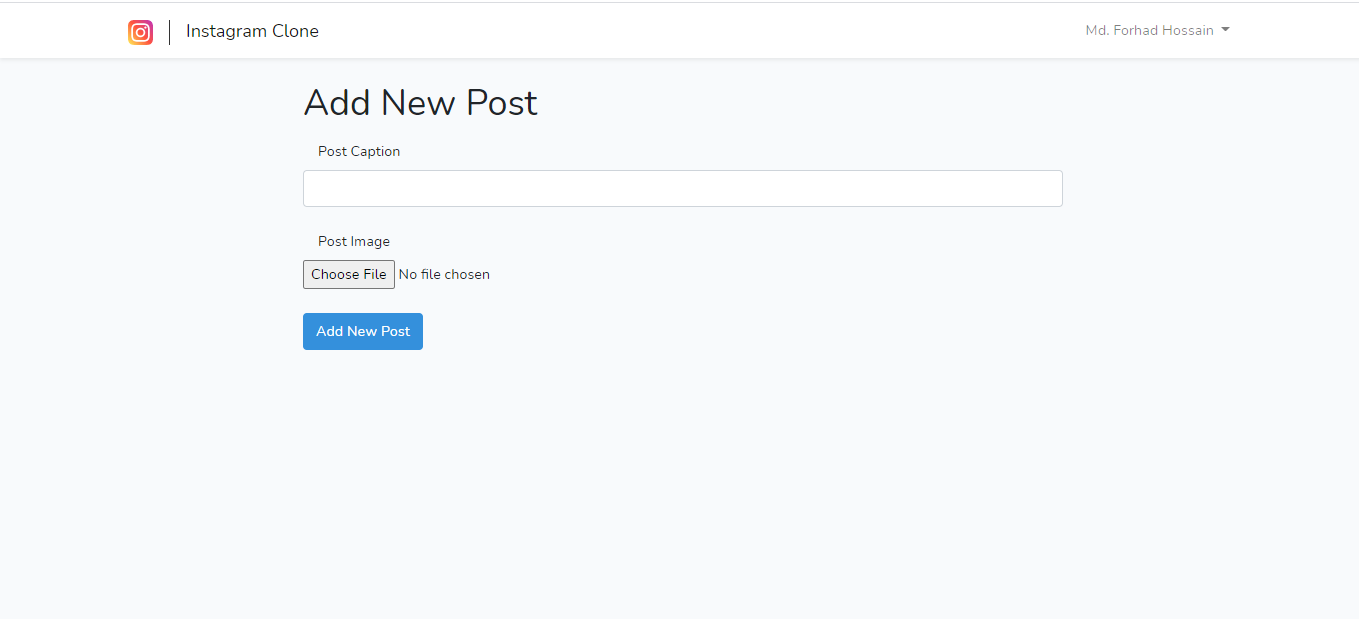 Instagram Clone
Md. Forhad Hossain
Add New Post
Post Caption
Post Image
Choose File No file chosen
Add New Post